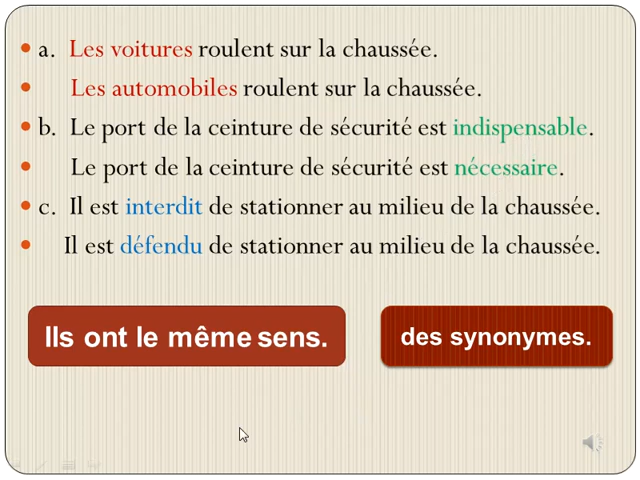 a. Les voitures roulent sur la chaussée.
Les automobiles roulent sur la chaussée.
b. Le port de la ceinture de sécurité est indispensable.
Le port de la ceinture de sécurité est nécessaire.
c. Il est interdit de stationner au milieu de la chaussée.
Il est défendu de stationner au milieu de la chaussée.
Ils ont le même sens.
des synonymes.